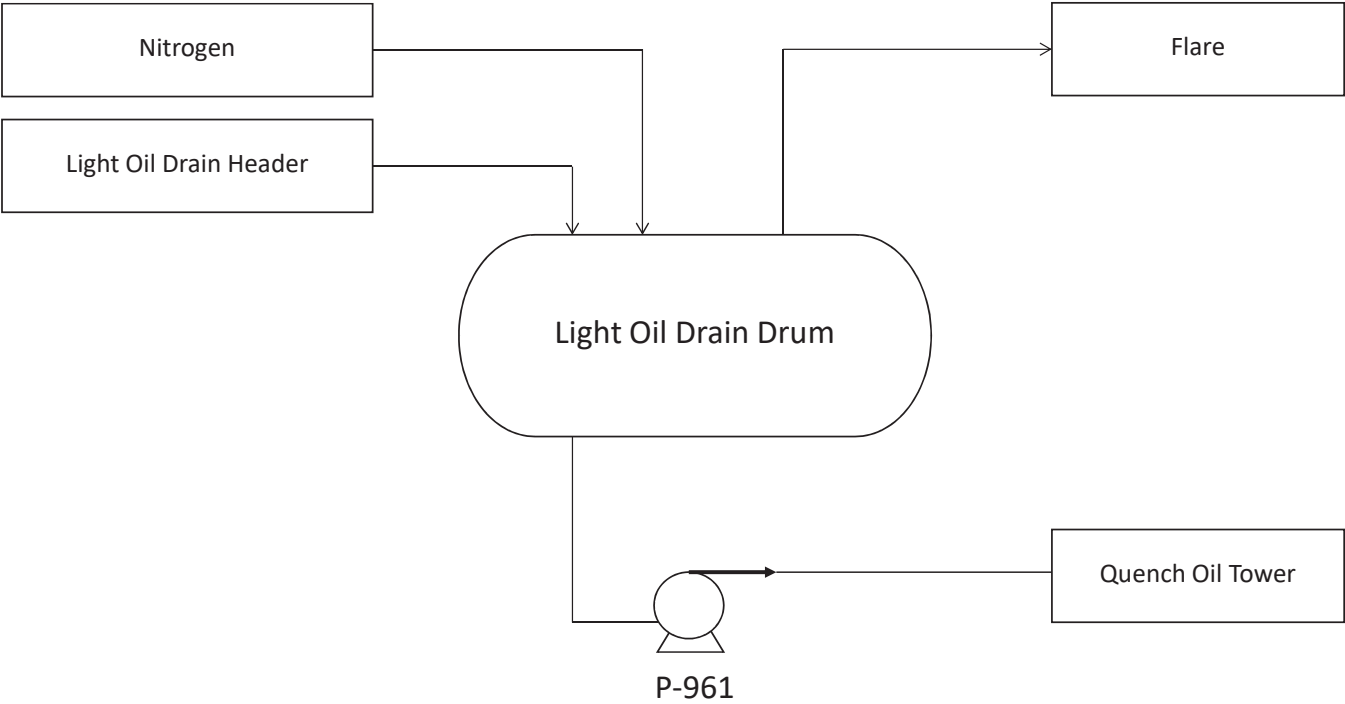 Nitrogen
Flare
Light Oil Drain Header
Light Oil Drain Drum
Quench Oil Tower
P-961